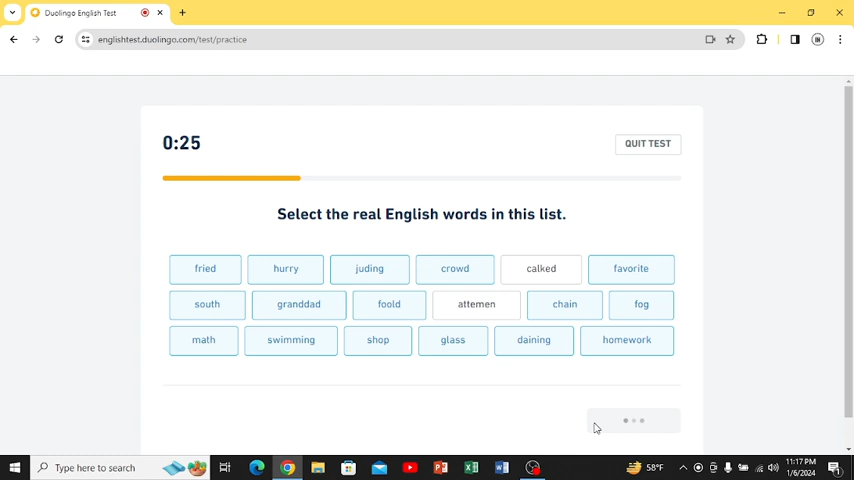 Duolingo English Test
englishtest.duolingo.com/test/practice
0:25
QUIT TEST
Select the real English words in this list.
fried hurry juding crowd calked favorite
south granddad foold attemen chain fog
math swimming shop glass daining homework
Type here to search
58°F
11:17 PM
1/6/2024